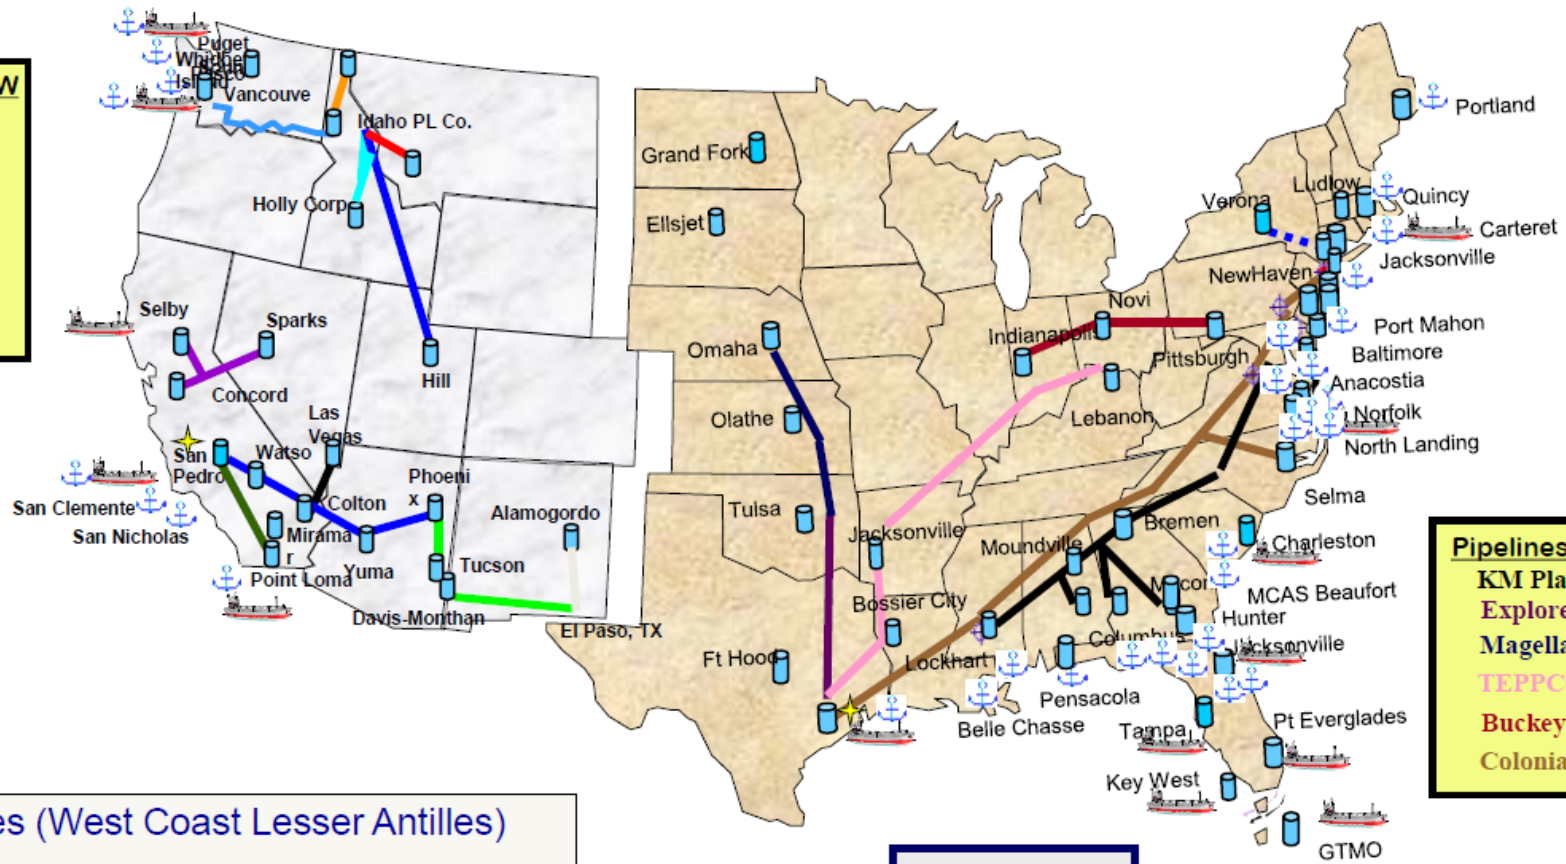 W
Puget
Vancouve
Idaho PL Co.
Holly Corp
Selby
Sparks
Concord
Hill
Las
Vegas
San
Pedro
Watso
Colton
Phoeni
x
San Clemente
San Nicholas
Mirama
r
Point Loma
Yuma
Tucson
Davis-Monthan
Alamogordo
El Paso, TX
Grand Fork
Ellsjet
Omaha
Olathe
Tulsa
Ft Hood
Jacksonville
Bossier City
Lockhart
Moundville
Bremen
Columbus
Belle Chasse
Pensacola
Tampa
Key West
Pt Everglades
GTMO
Jacksonville
Hunter
MCAS Beaufort
Charleston
Selma
North Landing
Norfolk
Anacostia
Baltimore
Port Mahon
Indianapolis
Novi
Pittsburgh
Lebanon
NewHaven
Jacksonville
Carteret
Quincy
Ludlow
Verona
Portland
Pipelines
KM Pla
Explore
Magella
TEPPC
Buckey
Colonia
es (West Coast Lesser Antilles)